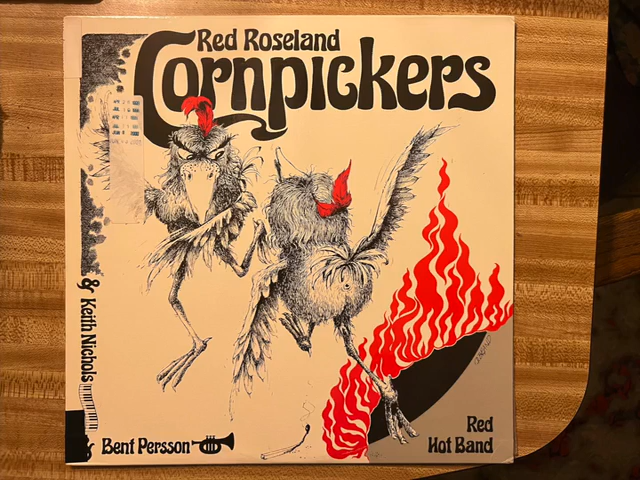 Red Roseland
Cornpickers
& Keith Nichols
& Bent Persson
Red
Hot Band